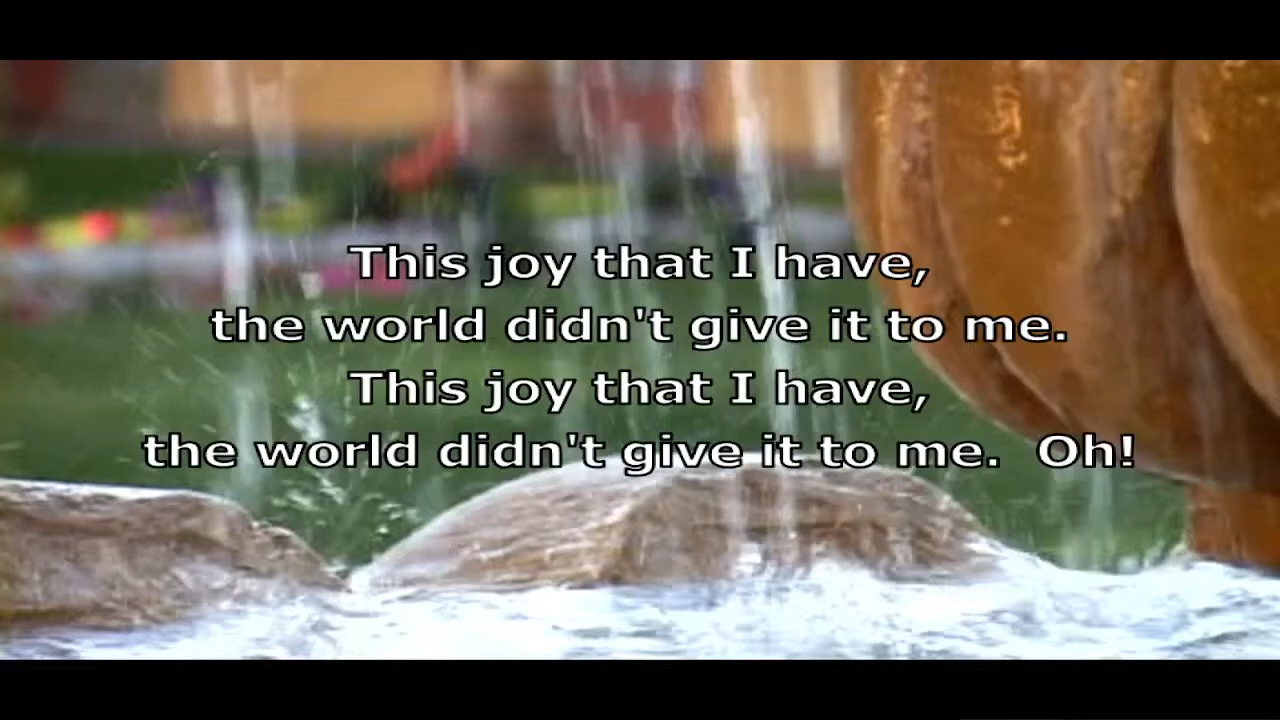 This joy that I have,
the world didn't give it to me.
This joy that I have,
the world didn't give it to me.  Oh!